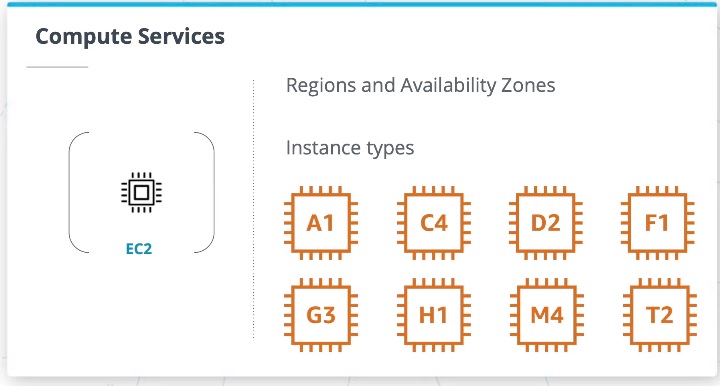 Compute Services
Regions and Availability Zones
Instance types
EC2
A1 C4 D2 F1
G3 H1 M4 T2